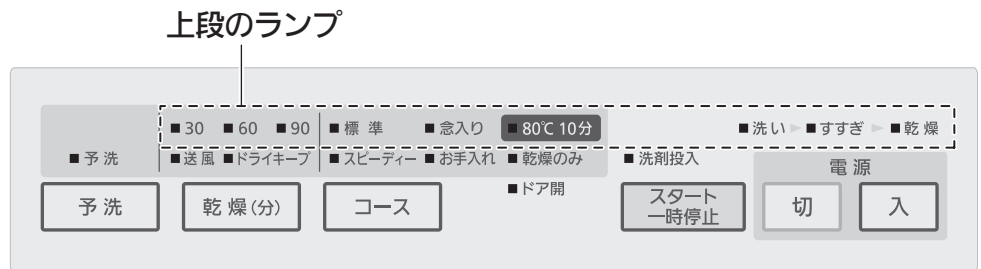 上段のランプ
■30 ■60 ■90 ■標 準 ■念入り ■80℃ 10分 ■洗い ▶ ■すすぎ ▶ ■乾 燥
■予 洗 ■送 風 ■ドライキープ ■スピーディー ■お手入れ ■乾燥のみ ■洗剤投入
■ドア開
電 源
予 洗 乾 燥(分) コース スタート
一時停止
切 入